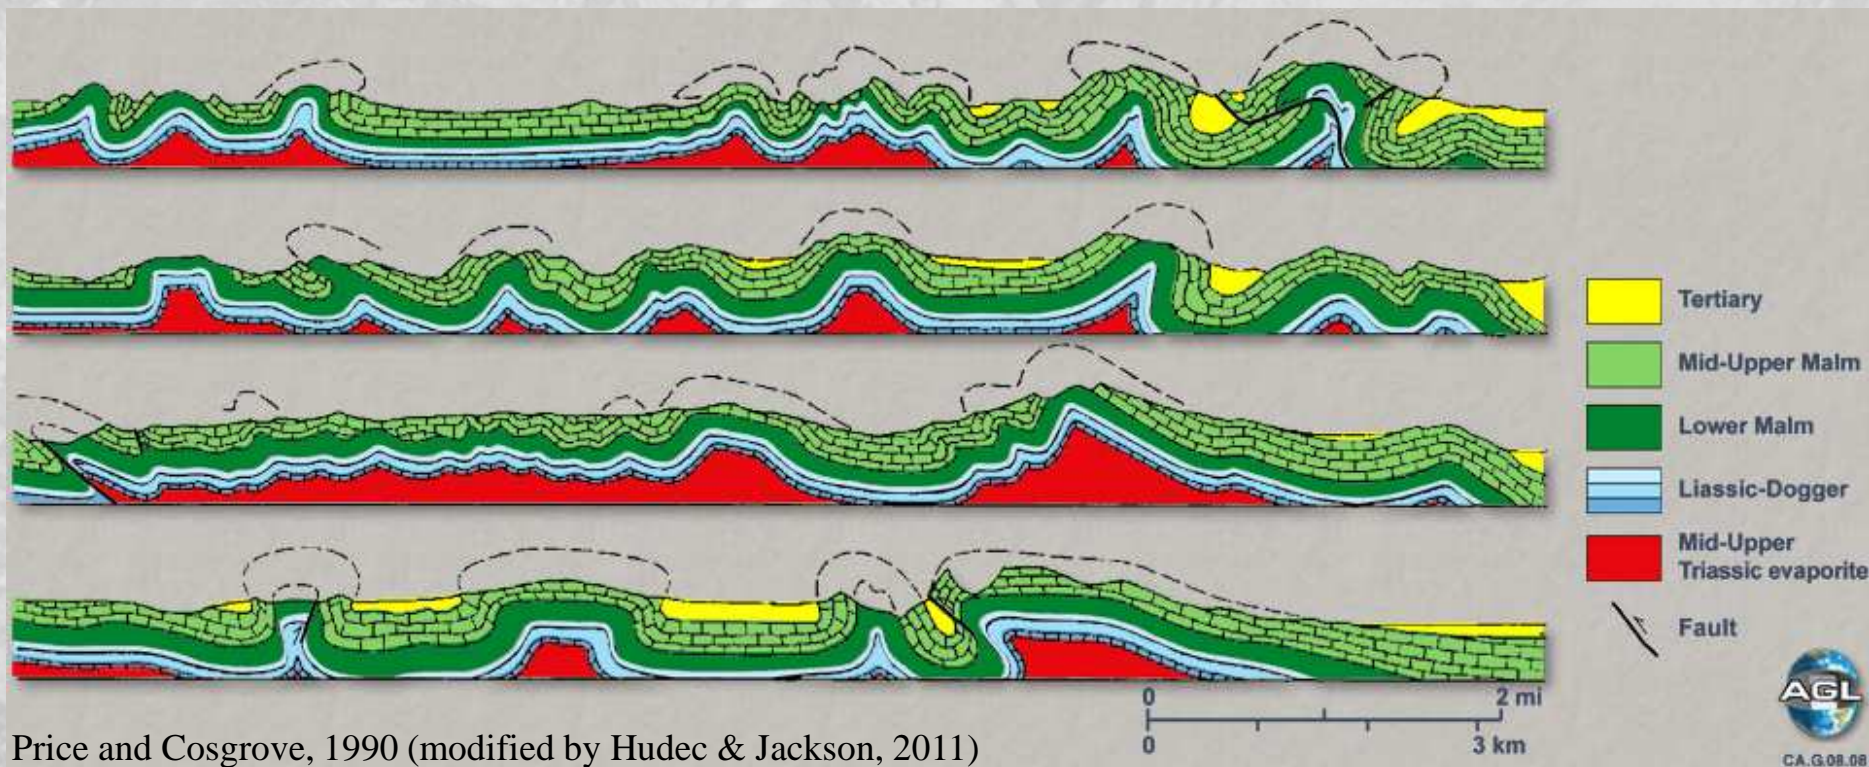 Tertiary
Mid-Upper Malm
Lower Malm
Liassic-Dogger
Mid-Upper
Triassic evaporite
Fault
0 2 mi
0 3 km
AGL
CA.G.08.08
Price and Cosgrove, 1990 (modified by Hudec & Jackson, 2011)